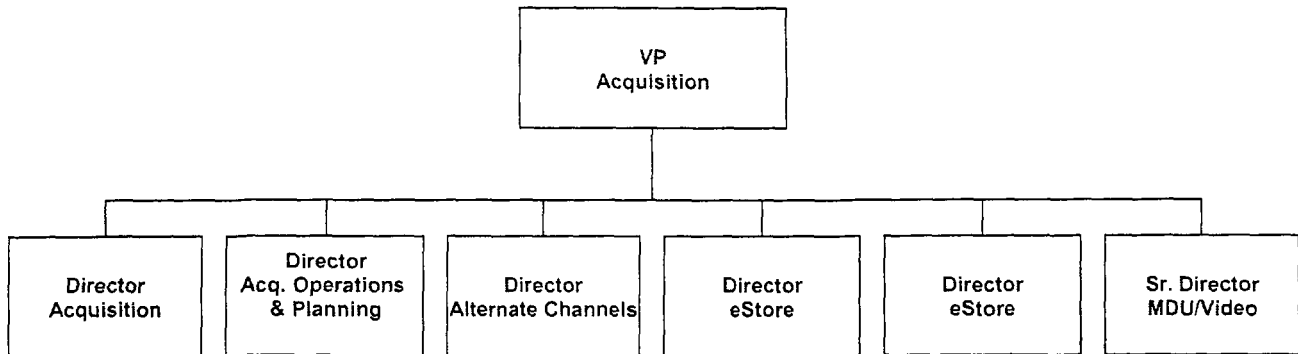 VP
Acquisition
Director
Acquisition
Director
Acq. Operations
& Planning
Director
Alternate Channels
Director
eStore
Director
eStore
Sr. Director
MDU/Video